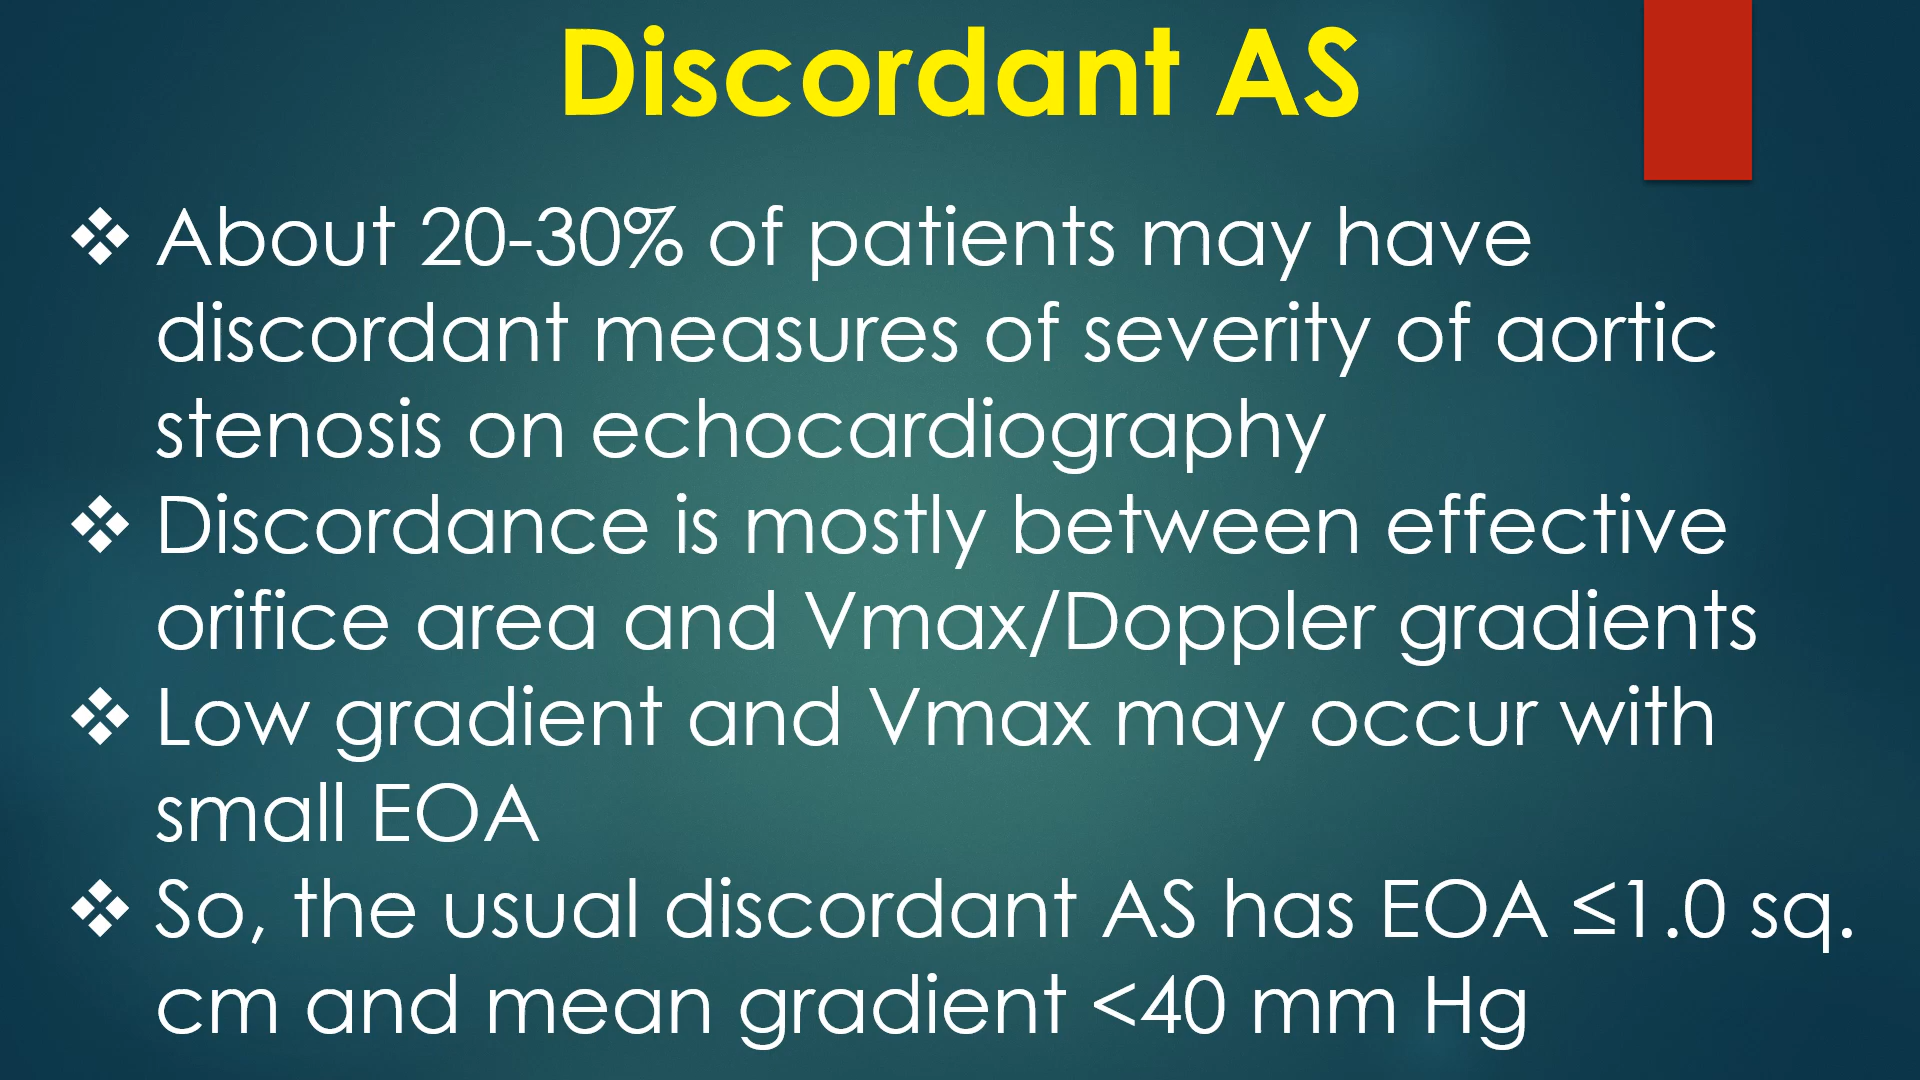 Discordant AS
❖ About 20-30% of patients may have
discordant measures of severity of aortic
stenosis on echocardiography
❖ Discordance is mostly between effective
orifice area and Vmax/Doppler gradients
❖ Low gradient and Vmax may occur with
small EOA
❖ So, the usual discordant AS has EOA ≤1.0 sq.
cm and mean gradient <40 mm Hg